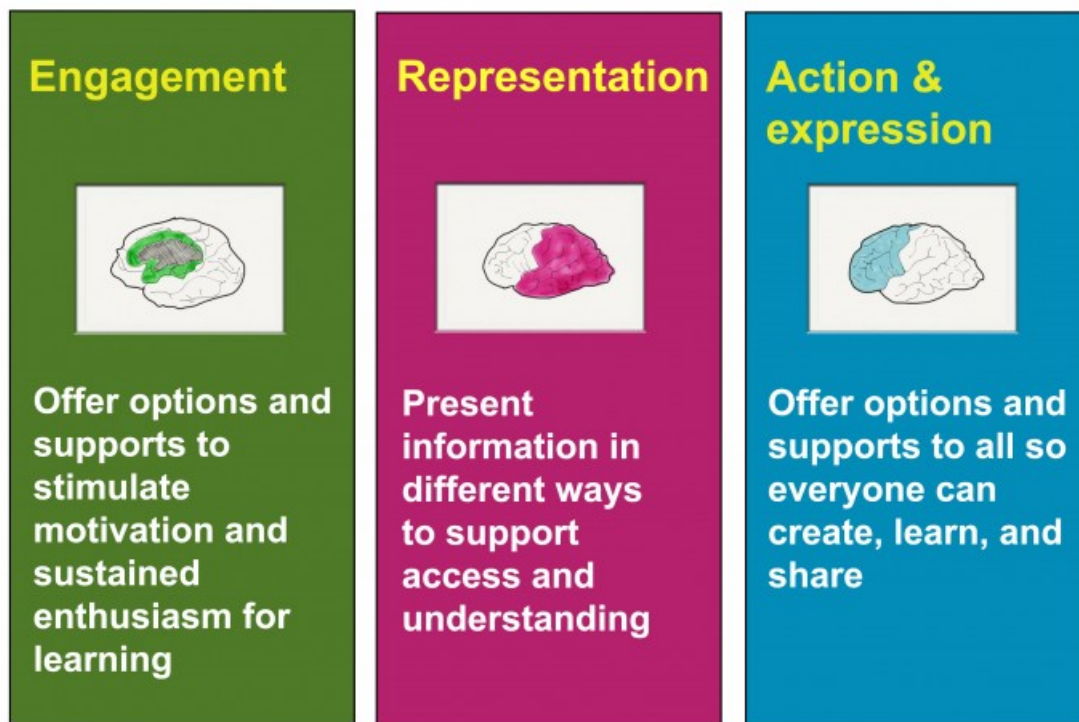 Engagement
Offer options and
supports to
stimulate
motivation and
sustained
enthusiasm for
learning
Representation
Present
information in
different ways
to support
access and
understanding
Action &
expression
Offer options and
supports to all so
everyone can
create, learn, and
share